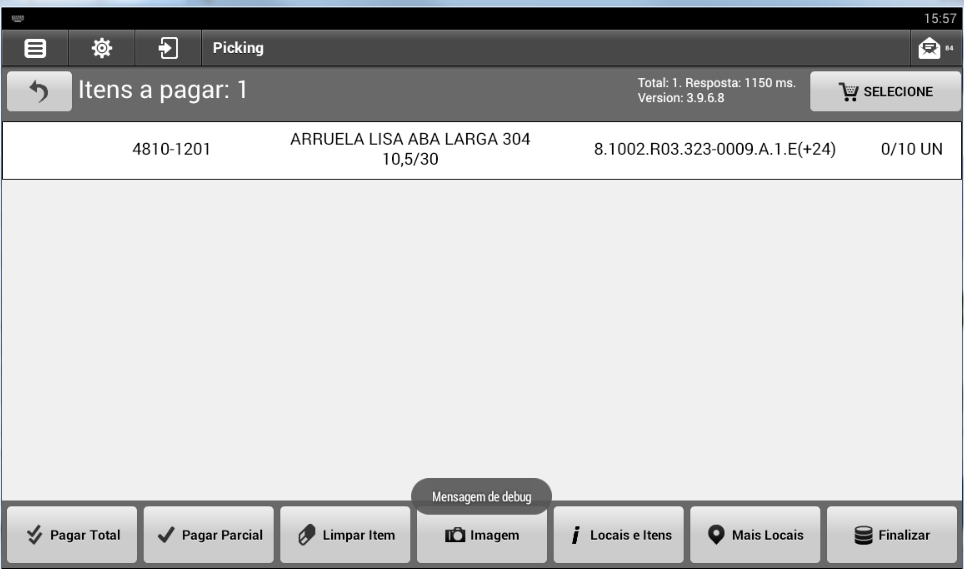 15:57
Picking
84
Itens a pagar: 1
Total: 1. Resposta: 1150 ms.
Version: 3.9.6.8
SELECIONE
4810-1201
ARRUELA LISA ABA LARGA 304
10,5/30
8.1002.R03.323-0009.A.1.E(+24)
0/10 UN
Mensagem de debug
Pagar Total
Pagar Parcial
Limpar Item
Imagem
Locais e Itens
Mais Locais
Finalizar